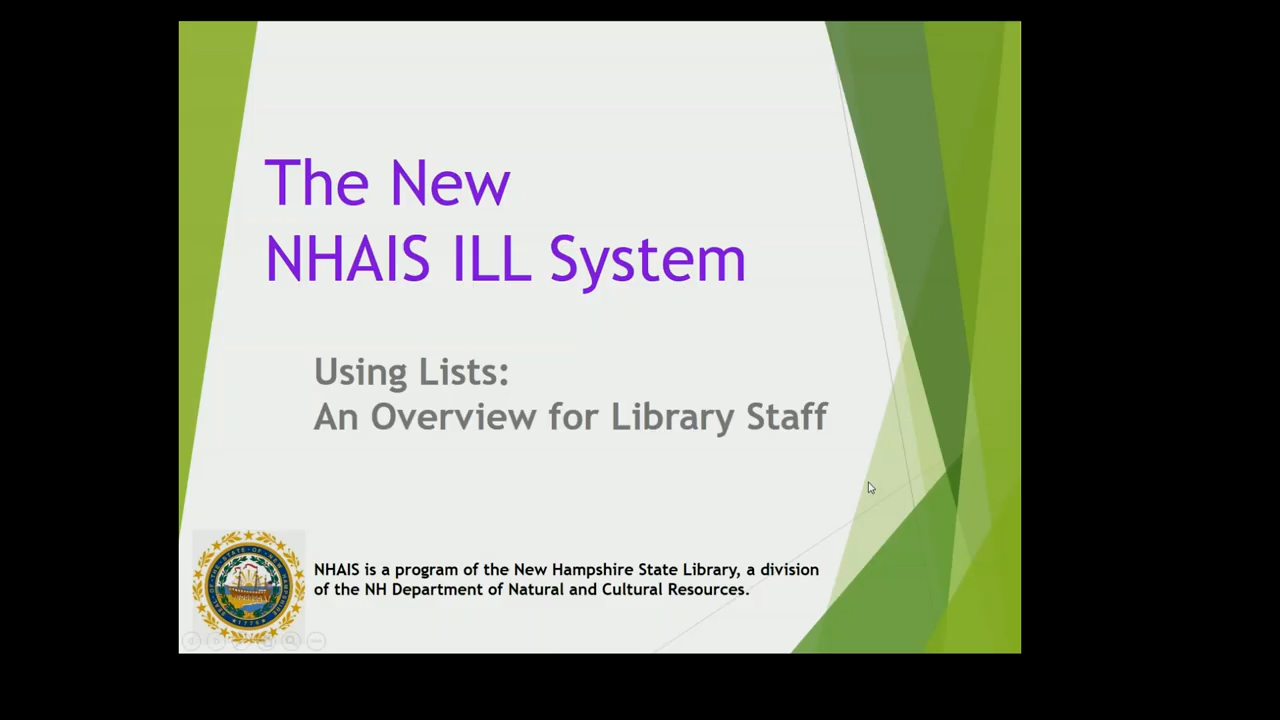 The New
NHAIS ILL System
Using Lists:
An Overview for Library Staff
NHAIS is a program of the New Hampshire State Library, a division
of the NH Department of Natural and Cultural Resources.